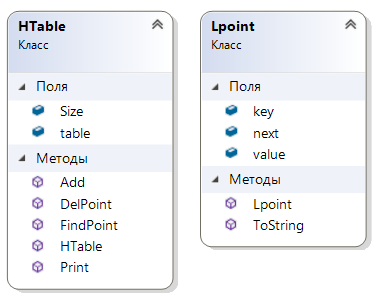 HTable
Класс
Поля
Size
table
Методы
Add
DelPoint
FindPoint
HTable
Print
Lpoint
Класс
Поля
key
next
value
Методы
Lpoint
ToString